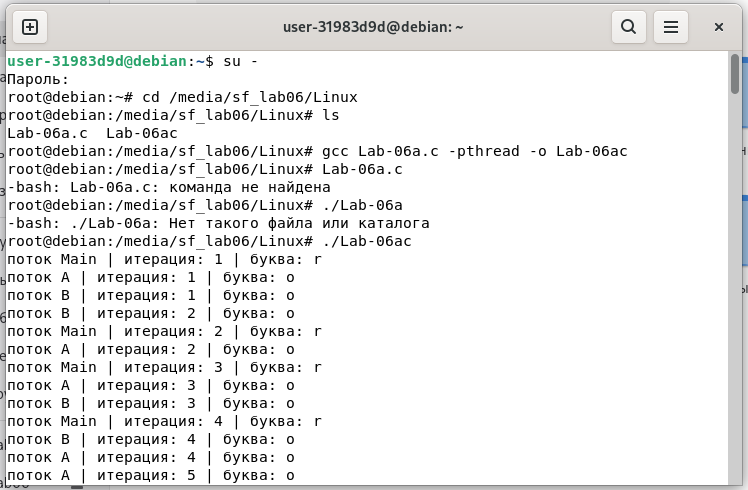 user-31983d9d@debian: ~
user-31983d9d@debian:~$ su -
Пароль:
root@debian:~# cd /media/sf_lab06/Linux
root@debian:/media/sf_lab06/Linux# ls
Lab-06a.c  Lab-06ac
root@debian:/media/sf_lab06/Linux# gcc Lab-06a.c -pthread -o Lab-06ac
root@debian:/media/sf_lab06/Linux# Lab-06a.c
-bash: Lab-06a.c: команда не найдена
root@debian:/media/sf_lab06/Linux# ./Lab-06a
-bash: ./Lab-06a: Нет такого файла или каталога
root@debian:/media/sf_lab06/Linux# ./Lab-06ac
поток Main | итерация: 1 | буква: r
поток A | итерация: 1 | буква: o
поток B | итерация: 1 | буква: o
поток B | итерация: 2 | буква: o
поток Main | итерация: 2 | буква: r
поток A | итерация: 2 | буква: o
поток Main | итерация: 3 | буква: r
поток A | итерация: 3 | буква: o
поток B | итерация: 3 | буква: o
поток Main | итерация: 4 | буква: r
поток B | итерация: 4 | буква: o
поток A | итерация: 4 | буква: o
поток A | итерация: 5 | буква: o